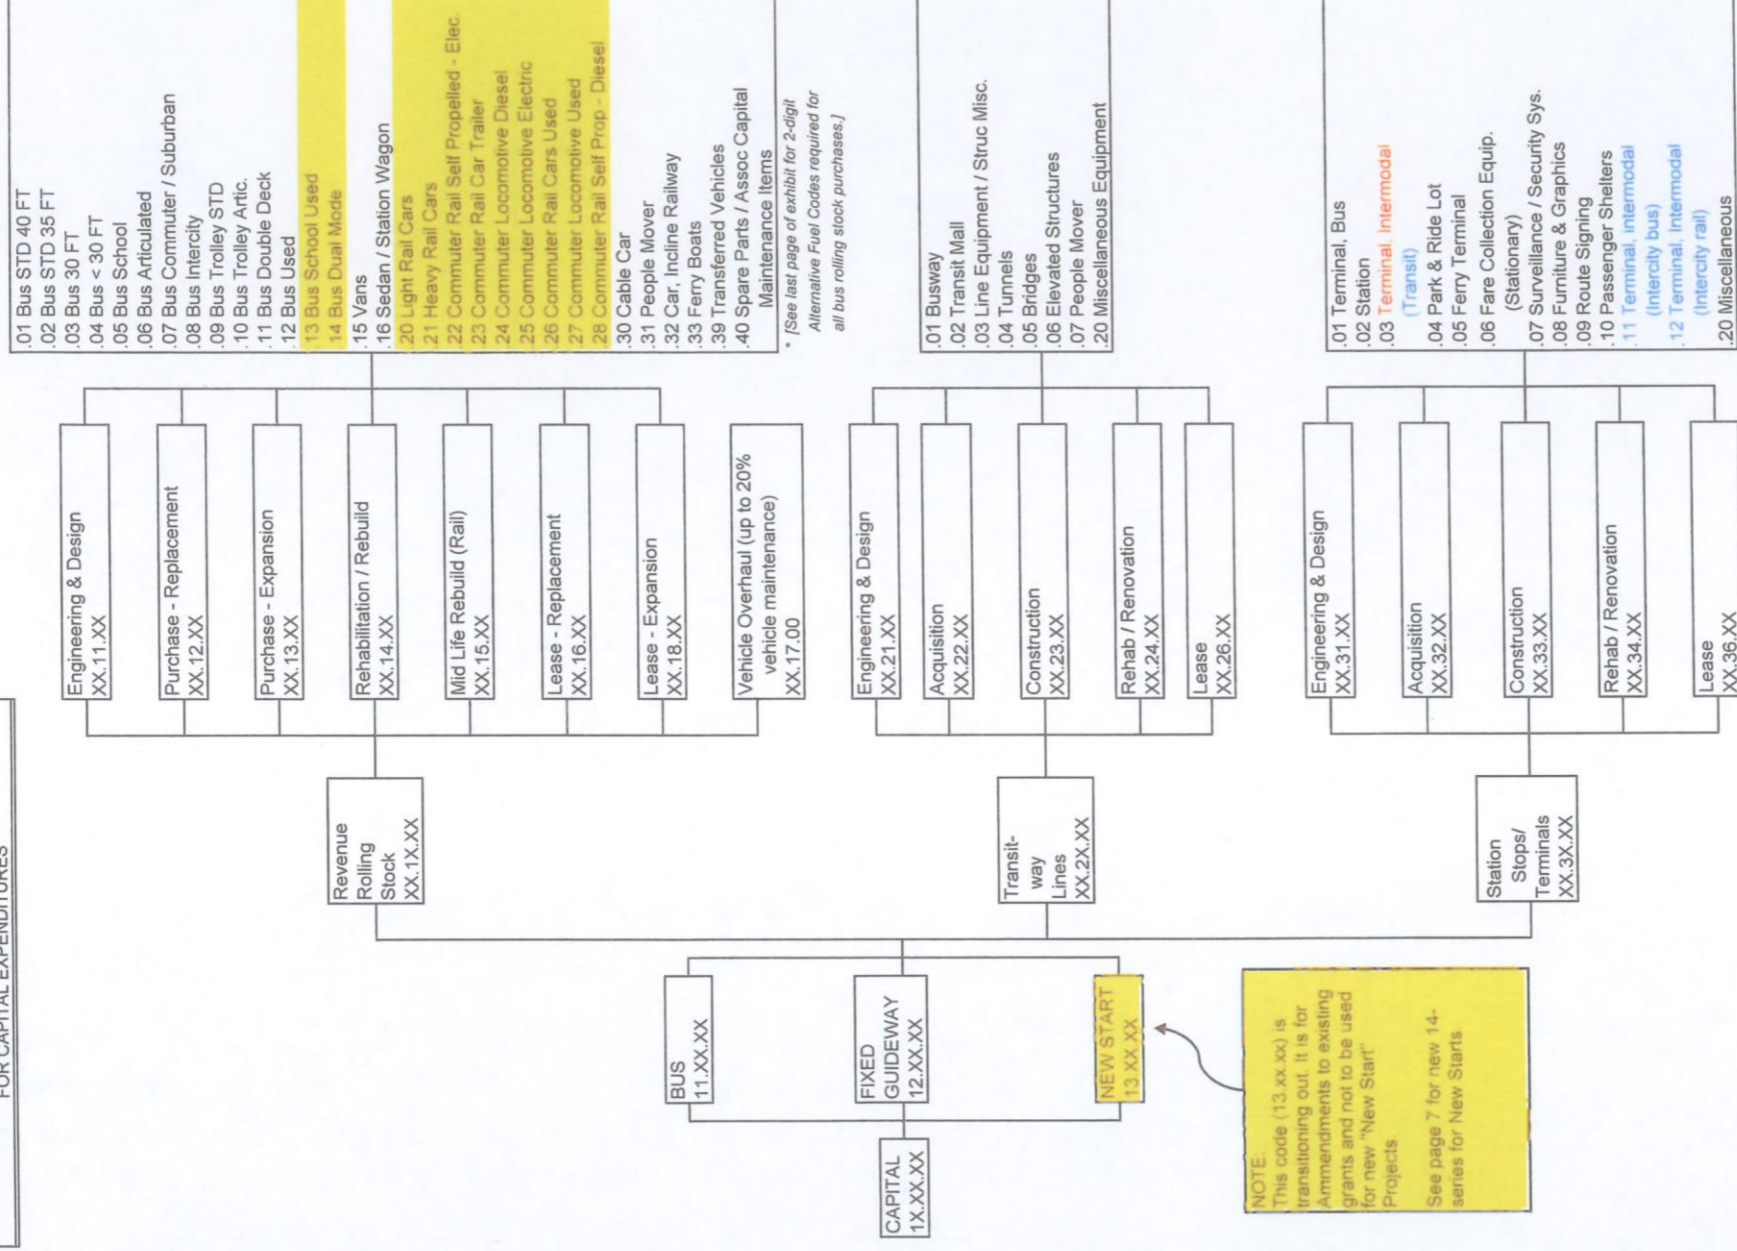 FOR CAPITAL EXPENDITURES
CAPITAL
1X.XX.XX
BUS
11.XX.XX
FIXED
GUIDEWAY
12.XX.XX
NEW START
13.XX.XX
NOTE:
This code (13.xx.xx) is
transitioning out. It is for
Ammendments to existing
grants and not to be used
for new "New Start"
Projects
See page 7 for new 14-
series for New Starts.
Revenue
Rolling
Stock
XX.1X.XX
Engineering & Design
XX.11.XX
Purchase - Replacement
XX.12.XX
Purchase - Expansion
XX.13.XX
Rehabilitation / Rebuild
XX.14.XX
Mid Life Rebuild (Rail)
XX.15.XX
Lease - Replacement
XX.16.XX
Lease - Expansion
XX.18.XX
Vehicle Overhaul (up to 20%
vehicle maintenance)
XX.17.00
.01 Bus STD 40 FT
.02 Bus STD 35 FT
.03 Bus 30 FT
.04 Bus < 30 FT
.05 Bus School
.06 Bus Articulated
.07 Bus Commuter / Suburban
.08 Bus Intercity
.09 Bus Trolley STD
.10 Bus Trolley Artic.
.11 Bus Double Deck
.12 Bus Used
.13 Bus School Used
.14 Bus Dual Mode
.15 Vans
.16 Sedan / Station Wagon
.20 Light Rail Cars
.21 Heavy Rail Cars
.22 Commuter Rail Self Propelled - Elec.
.23 Commuter Rail Car Trailer
.24 Commuter Locomotive Diesel
.25 Commuter Locomotive Electric
.26 Commuter Rail Cars Used
.27 Commuter Locomotive Used
.28 Commuter Rail Self Prop - Diesel
.30 Cable Car
.31 People Mover
.32 Car, Incline Railway
.33 Ferry Boats
.39 Transferred Vehicles
.40 Spare Parts / Assoc Capital
Maintenance Items
* [See last page of exhibit for 2-digit
Alternative Fuel Codes required for
all bus rolling stock purchases.]
Transit-
way
Lines
XX.2X.XX
Engineering & Design
XX.21.XX
Acquisition
XX.22.XX
Construction
XX.23.XX
Rehab / Renovation
XX.24.XX
Lease
XX.26.XX
.01 Busway
.02 Transit Mall
.03 Line Equipment / Struc Misc.
.04 Tunnels
.05 Bridges
.06 Elevated Structures
.07 People Mover
.20 Miscellaneous Equipment
Station
Stops/
Terminals
XX.3X.XX
Engineering & Design
XX.31.XX
Acquisition
XX.32.XX
Construction
XX.33.XX
Rehab / Renovation
XX.34.XX
Lease
XX.36.XX
.01 Terminal, Bus
.02 Station
.03 Terminal, Intermodal
(Transit)
.04 Park & Ride Lot
.05 Ferry Terminal
.06 Fare Collection Equip.
(Stationary)
.07 Surveillance / Security Sys.
.08 Furniture & Graphics
.09 Route Signing
.10 Passenger Shelters
.11 Terminal, intermodal
(Intercity bus)
.12 Terminal, Intermodal
(Intercity rail)
.20 Miscellaneous